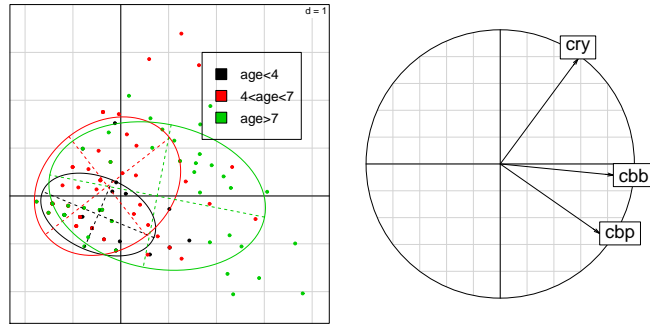 d = 1
age<4
4<age<7
age>7
cry
cbb
cbp